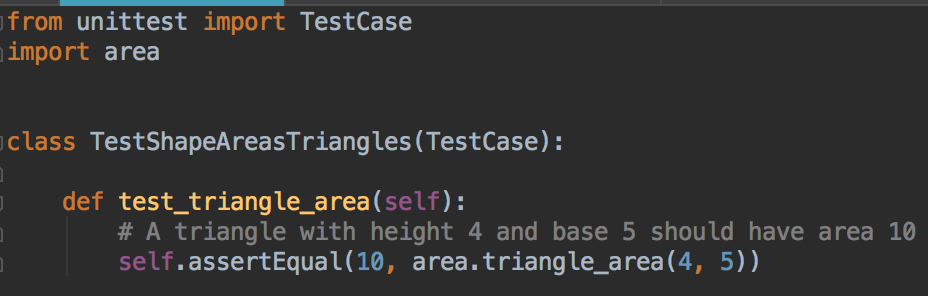 from unittest import TestCase
import area
class TestShapeAreasTriangles(TestCase):
def test_triangle_area(self):
# A triangle with height 4 and base 5 should have area 10
self.assertEqual(10, area.triangle_area(4, 5))